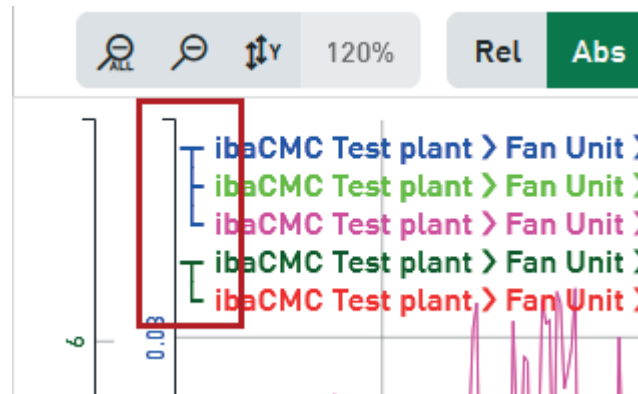 ALL Y 120% Rel Abs
ibaCMC Test plant > Fan Unit >
ibaCMC Test plant > Fan Unit >
ibaCMC Test plant > Fan Unit >
ibaCMC Test plant > Fan Unit >
ibaCMC Test plant > Fan Unit >
6
0.08